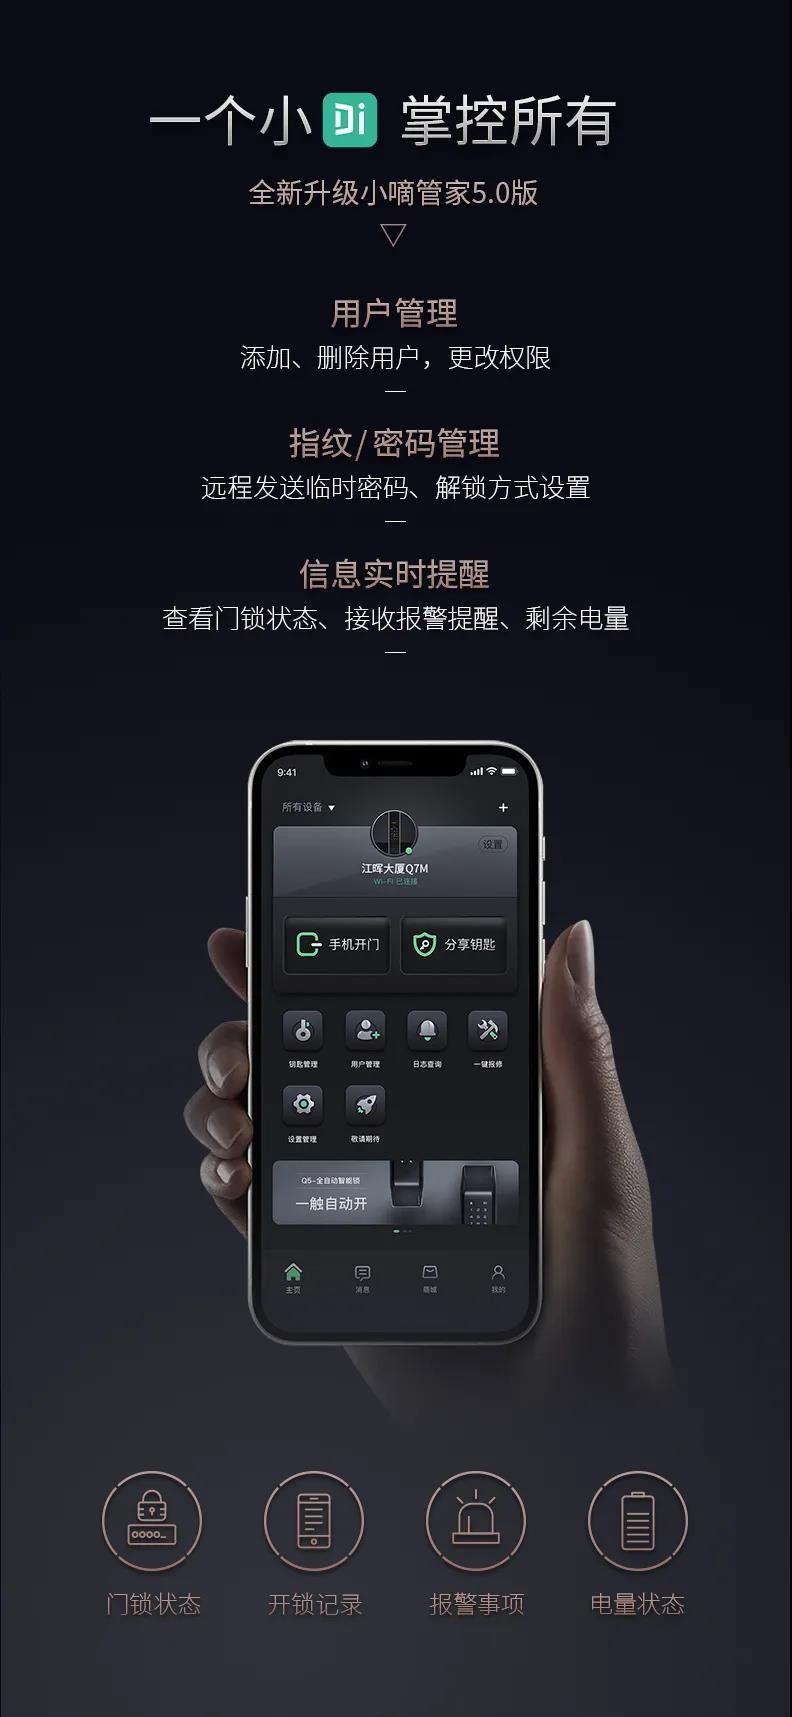 一个小Di 掌控所有
全新升级小嘀管家5.0版
用户管理
添加、删除用户，更改权限
指纹/密码管理
远程发送临时密码、解锁方式设置
信息实时提醒
查看门锁状态、接收报警提醒、剩余电量
9:41
所有设备
+
设置
江晖大厦Q7M
Wi-Fi 已连接
手机开门 分享钥匙
钥匙管理 用户管理 日志查询 一键报修
设置管理 敬请期待
Q5-全自动智能锁
一触自动开
主页 消息 商城 我的
门锁状态 开锁记录 报警事项 电量状态